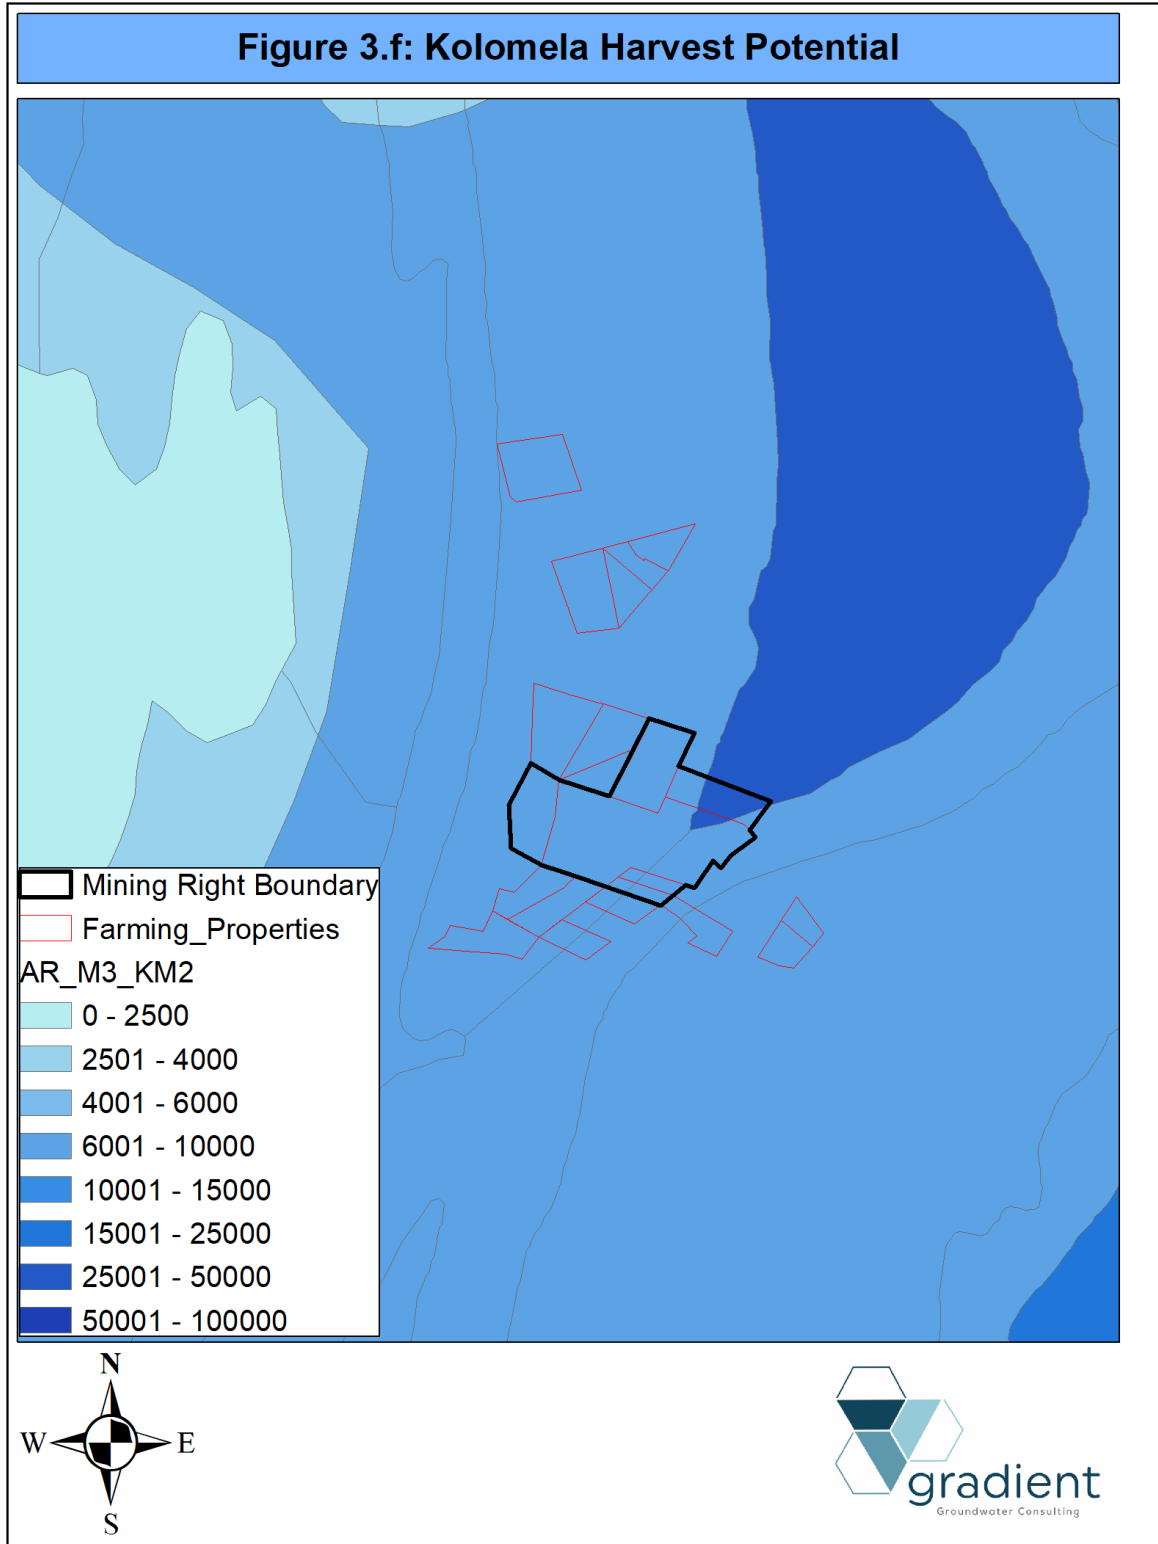 Figure 3.f: Kolomela Harvest Potential
Mining Right Boundary
Farming_Properties
AR_M3_KM2
0 - 2500
2501 - 4000
4001 - 6000
6001 - 10000
10001 - 15000
15001 - 25000
25001 - 50000
50001 - 100000
N
W E
S
gradient
Groundwater Consulting